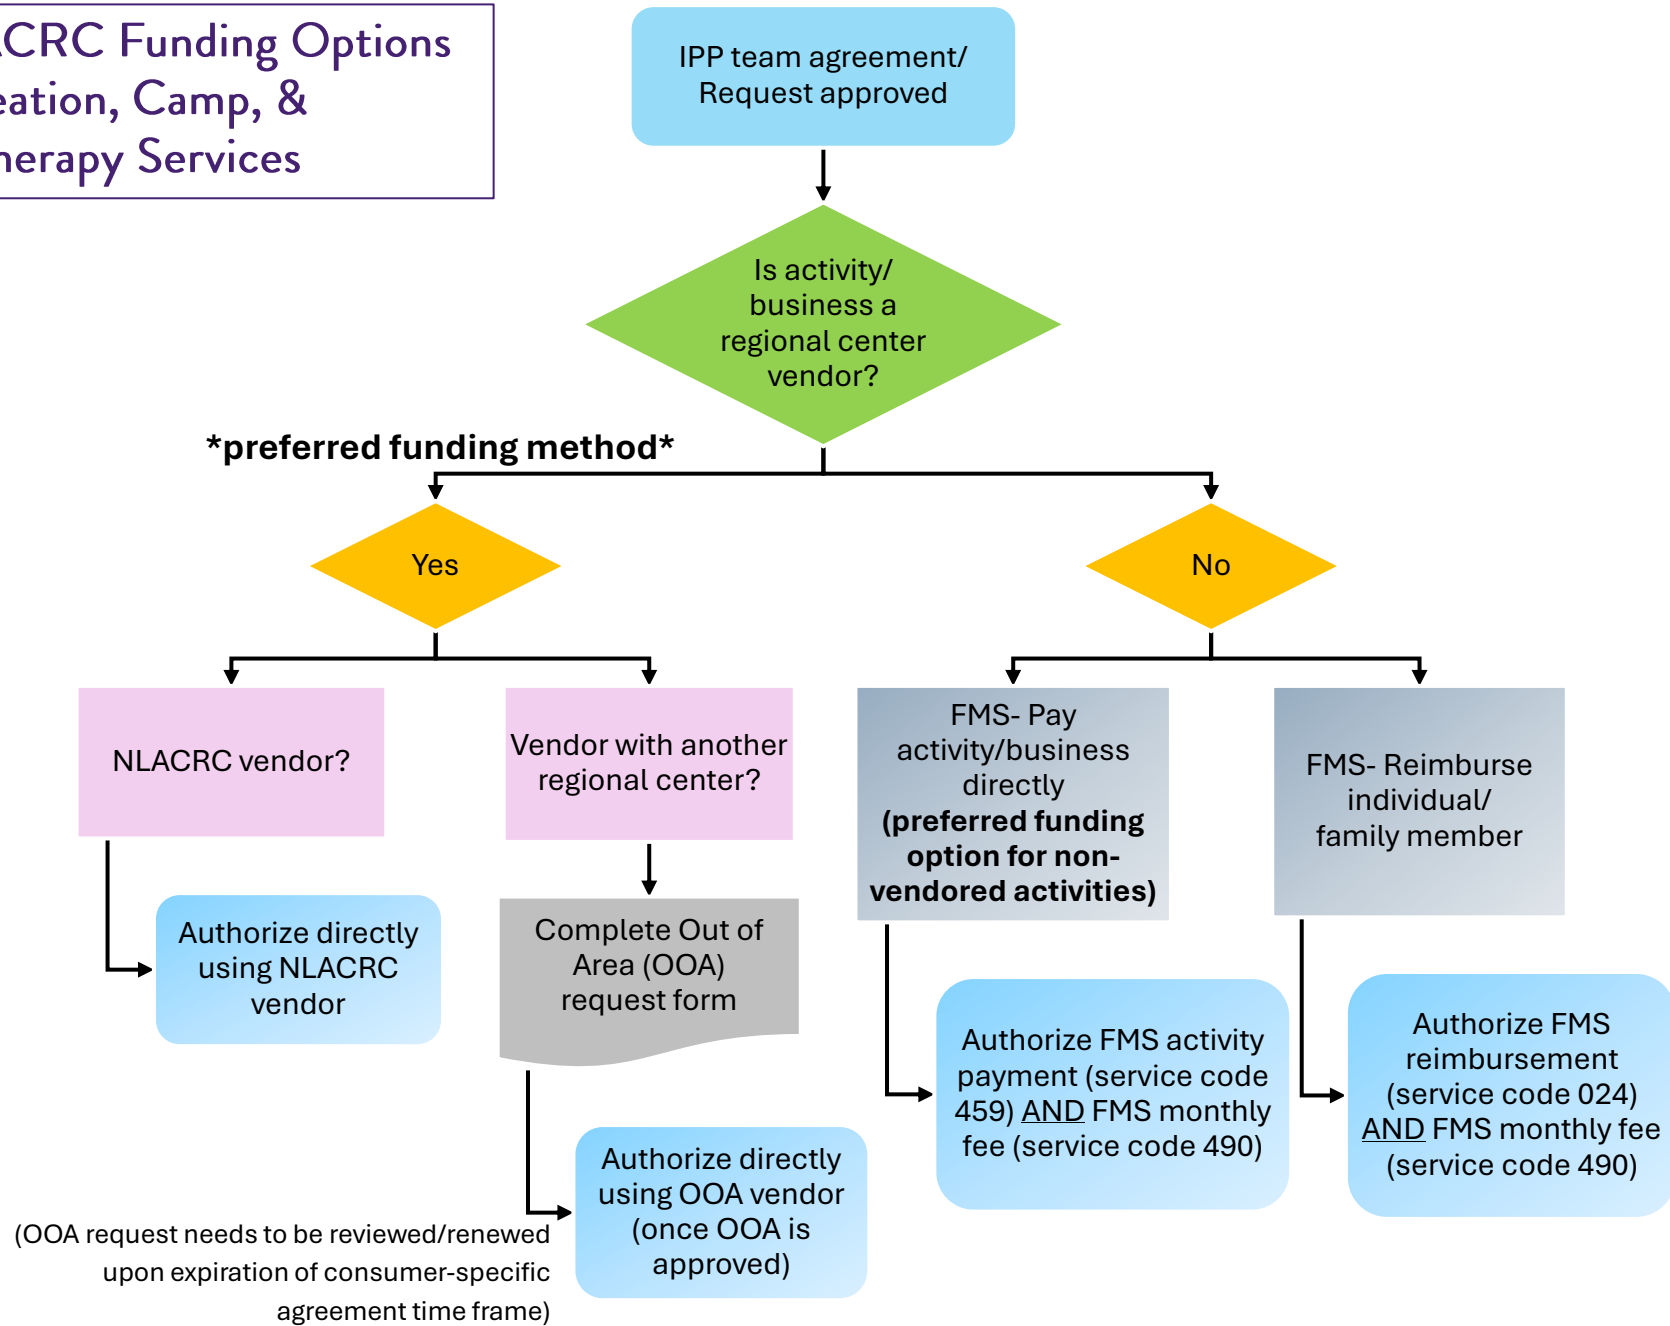 ACRC Funding Options
eation, Camp, &
herapy Services
IPP team agreement/
Request approved
Is activity/
business a
regional center
vendor?
*preferred funding method*
Yes
No
NLACRC vendor?
Vendor with another
regional center?
FMS- Pay
activity/business
directly
(preferred funding
option for non-
vendored activities)
FMS- Reimburse
individual/
family member
Authorize directly
using NLACRC
vendor
Complete Out of
Area (OOA)
request form
Authorize FMS activity
payment (service code
459) AND FMS monthly
fee (service code 490)
Authorize FMS
reimbursement
(service code 024)
AND FMS monthly fee
(service code 490)
Authorize directly
using OOA vendor
(once OOA is
approved)
(OOA request needs to be reviewed/renewed
upon expiration of consumer-specific
agreement time frame)